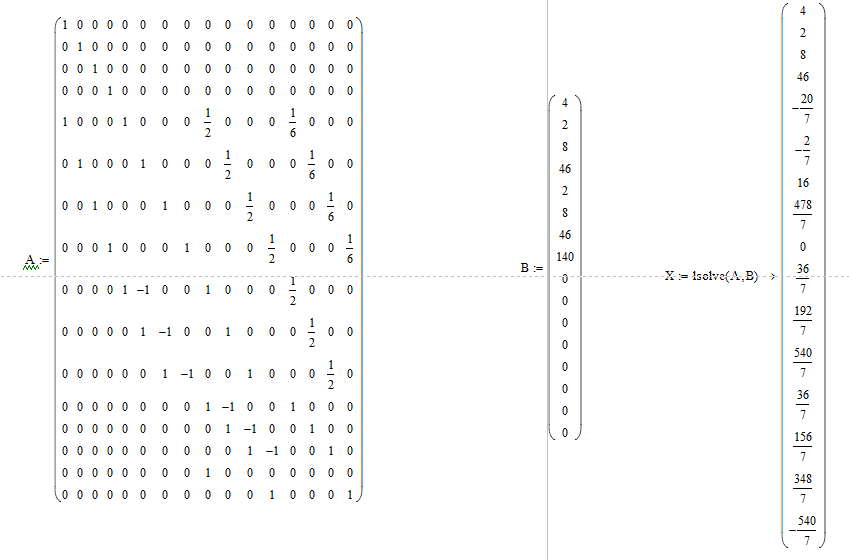 A :=
1 0 0 0 0 0 0 0 0 0 0 0 0 0 0 0
0 1 0 0 0 0 0 0 0 0 0 0 0 0 0 0
0 0 1 0 0 0 0 0 0 0 0 0 0 0 0 0
0 0 0 1 0 0 0 0 0 0 0 0 0 0 0 0
1 0 0 0 1 0 0 0 1/2 0 0 0 1/6 0 0 0
0 1 0 0 0 1 0 0 0 1/2 0 0 0 1/6 0 0
0 0 1 0 0 0 1 0 0 0 1/2 0 0 0 1/6 0
0 0 0 1 0 0 0 1 0 0 0 1/2 0 0 0 1/6
0 0 0 0 1 −1 0 0 1 0 0 0 1/2 0 0 0
0 0 0 0 0 1 −1 0 0 1 0 0 0 1/2 0 0
0 0 0 0 0 0 1 −1 0 0 1 0 0 0 1/2 0
0 0 0 0 0 0 0 0 1 −1 0 0 1 0 0 0
0 0 0 0 0 0 0 0 0 1 −1 0 0 1 0 0
0 0 0 0 0 0 0 0 0 0 1 −1 0 0 1 0
0 0 0 0 0 0 0 0 1 0 0 0 0 0 0 0
0 0 0 0 0 0 0 0 0 0 0 1 0 0 0 1
B :=
4
2
8
46
2
8
46
140
0
0
0
0
0
0
0
0
X := lsolve(A,B) →
4
2
8
46
−20/7
−2/7
16
478/7
0
36/7
192/7
540/7
36/7
156/7
348/7
−540/7